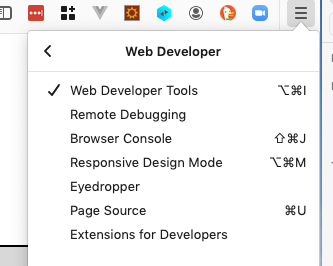 Web Developer
Web Developer Tools ⌥⌘I
Remote Debugging
Browser Console ⇧⌘J
Responsive Design Mode ⌥⌘M
Eyedropper
Page Source ⌘U
Extensions for Developers